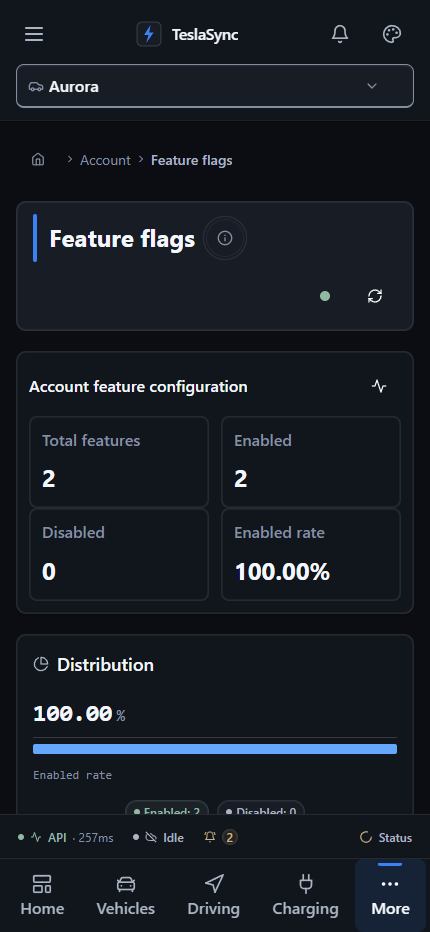 TeslaSync
Aurora
Account
Feature flags
Feature flags
Account feature configuration
Total features
Enabled
2
2
Disabled
Enabled rate
0
100.00%
Distribution
100.00 %
Enabled rate
Enabled: 2
Disabled: 0
API · 257ms
Idle
2
Status
Home
Vehicles
Driving
Charging
More